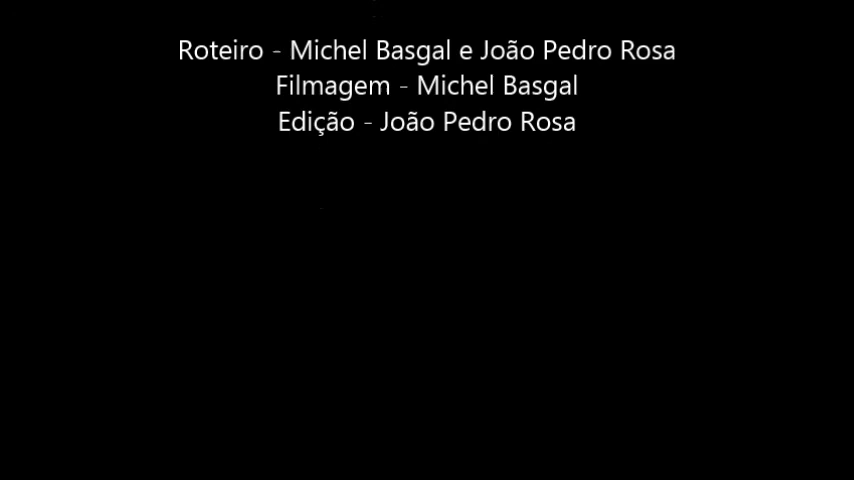 Roteiro - Michel Basgal e João Pedro Rosa
Filmagem - Michel Basgal
Edição - João Pedro Rosa